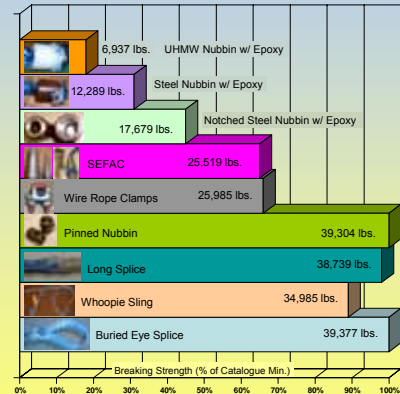 6,937 lbs. UHMW Nubbin w/ Epoxy
12,289 lbs. Steel Nubbin w/ Epoxy
17,679 lbs. Notched Steel Nubbin w/ Epoxy
SEFAC 25,519 lbs.
Wire Rope Clamps 25,985 lbs.
Pinned Nubbin 39,304 lbs.
Long Splice 38,739 lbs.
Whoopie Sling 34,985 lbs.
Buried Eye Splice 39,377 lbs.
Breaking Strength (% of Catalogue Min.)
0% 10% 20% 30% 40% 50% 60% 70% 80% 90% 100%